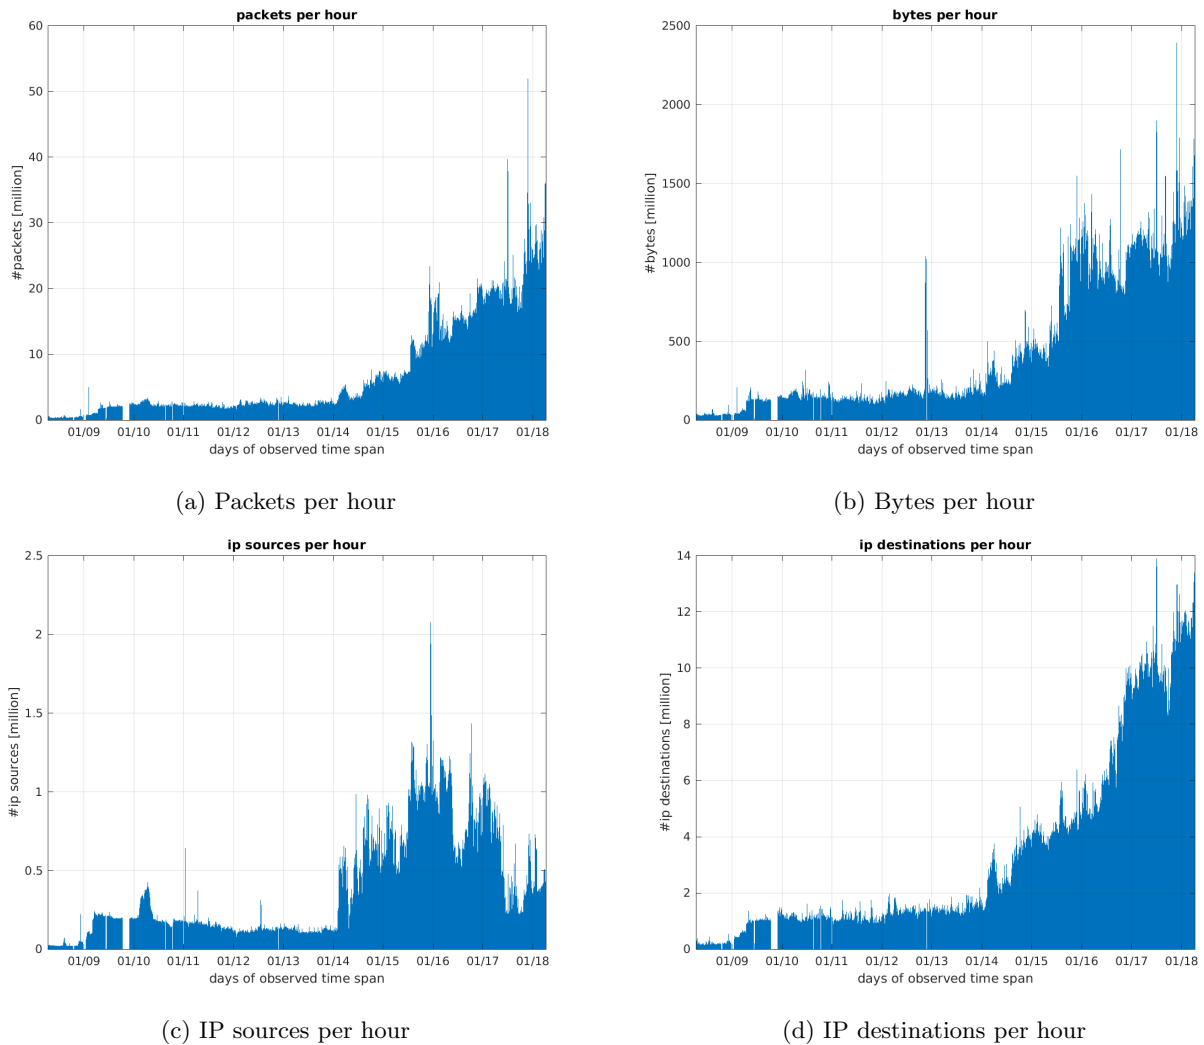 packets per hour
60
50
40
30
20
10
0
#packets [million]
01/09 01/10 01/11 01/12 01/13 01/14 01/15 01/16 01/17 01/18
days of observed time span
(a) Packets per hour
bytes per hour
2500
2000
1500
1000
500
0
#bytes [million]
01/09 01/10 01/11 01/12 01/13 01/14 01/15 01/16 01/17 01/18
days of observed time span
(b) Bytes per hour
ip sources per hour
2.5
2
1.5
1
0.5
0
#ip sources [million]
01/09 01/10 01/11 01/12 01/13 01/14 01/15 01/16 01/17 01/18
days of observed time span
(c) IP sources per hour
ip destinations per hour
14
12
10
8
6
4
2
0
#ip destinations [million]
01/09 01/10 01/11 01/12 01/13 01/14 01/15 01/16 01/17 01/18
days of observed time span
(d) IP destinations per hour